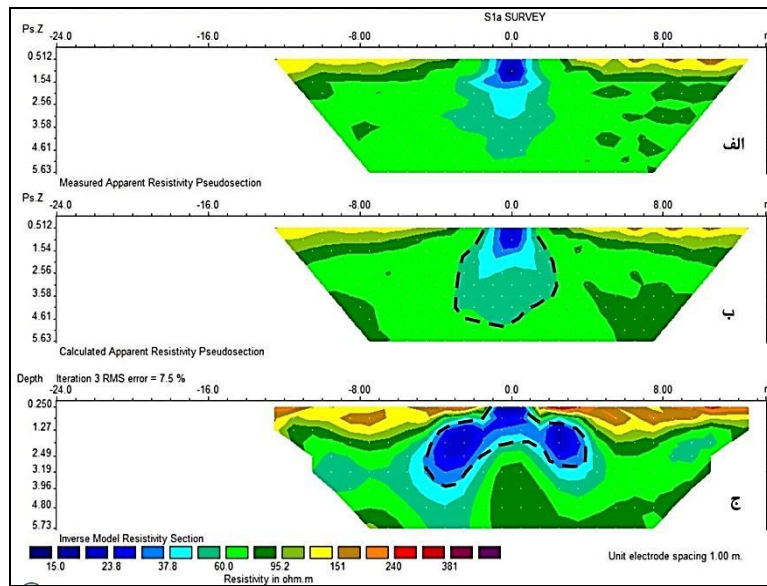 S1a SURVEY
Ps.Z
-24.0 -16.0 -8.00 0.0 8.00 m
0.512
1.54
2.56
3.58
4.61
5.63
الف
Measured Apparent Resistivity Pseudosection
Ps.Z
-24.0 -16.0 -8.00 0.0 8.00 m
0.512
1.54
2.56
3.58
4.61
5.63
ب
Calculated Apparent Resistivity Pseudosection
Depth Iteration 3 RMS error = 7.5 %
-24.0 -16.0 0.0 8.00 m
0.250
1.27
2.49
3.19
3.96
4.80
5.73
ج
Inverse Model Resistivity Section
15.0 23.8 37.8 60.0 95.2 151 240 381
Resistivity in ohm.m
Unit electrode spacing 1.00 m.